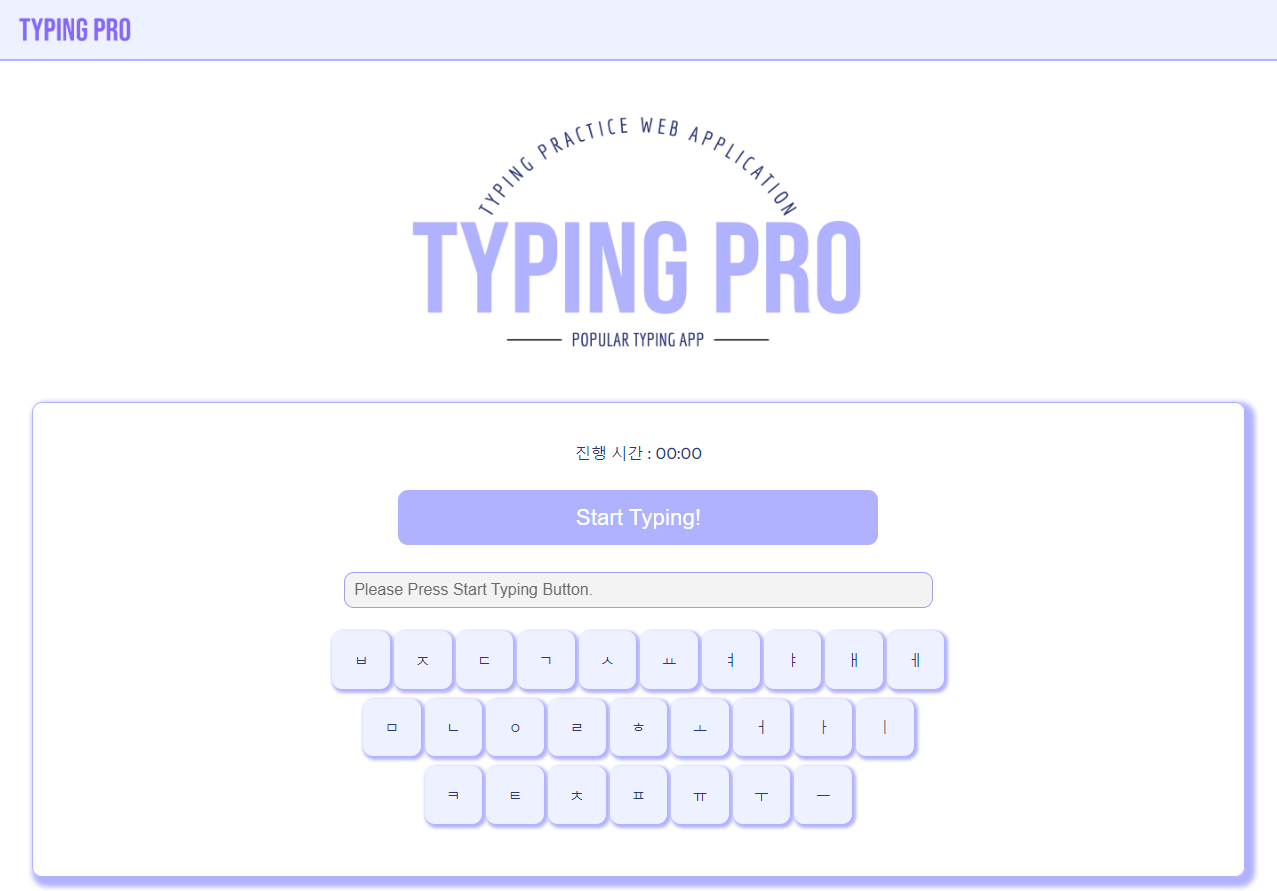 TYPING PRO
TYPING PRACTICE WEB APPLICATION
TYPING PRO
POPULAR TYPING APP
진행 시간 : 00:00
Start Typing!
Please Press Start Typing Button.
ㅂ ㅈ ㄷ ㄱ ㅅ ㅛ ㅕ ㅑ ㅐ ㅔ
ㅁ ㄴ ㅇ ㄹ ㅎ ㅗ ㅓ ㅏ ㅣ
ㅋ ㅌ ㅊ ㅍ ㅠ ㅜ ㅡ